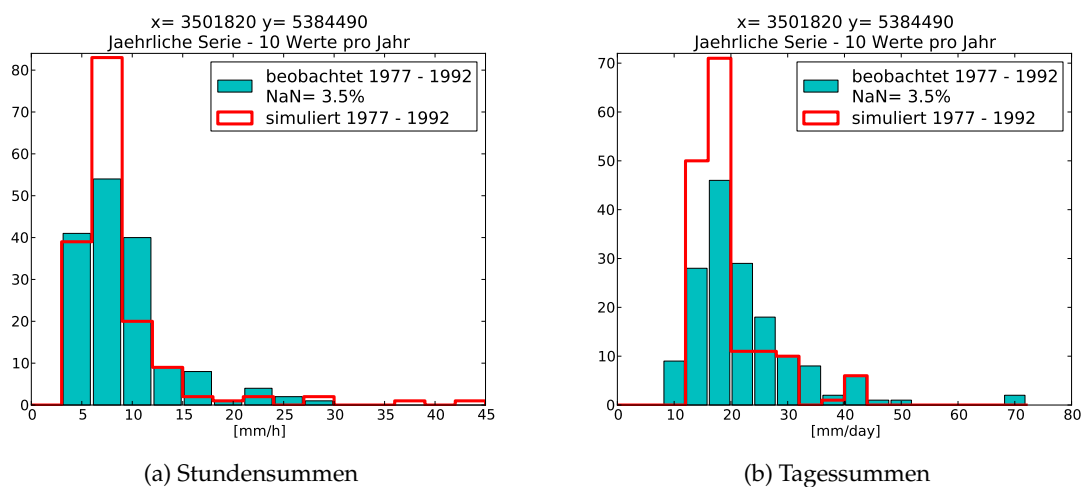 x= 3501820 y= 5384490
Jaehrliche Serie - 10 Werte pro Jahr
beobachtet 1977 - 1992
NaN= 3.5%
simuliert 1977 - 1992
80
70
60
50
40
30
20
10
0
0 5 10 15 20 25 30 35 40 45
[mm/h]
(a) Stundensummen
x= 3501820 y= 5384490
Jaehrliche Serie - 10 Werte pro Jahr
beobachtet 1977 - 1992
NaN= 3.5%
simuliert 1977 - 1992
70
60
50
40
30
20
10
0
0 10 20 30 40 50 60 70 80
[mm/day]
(b) Tagessummen